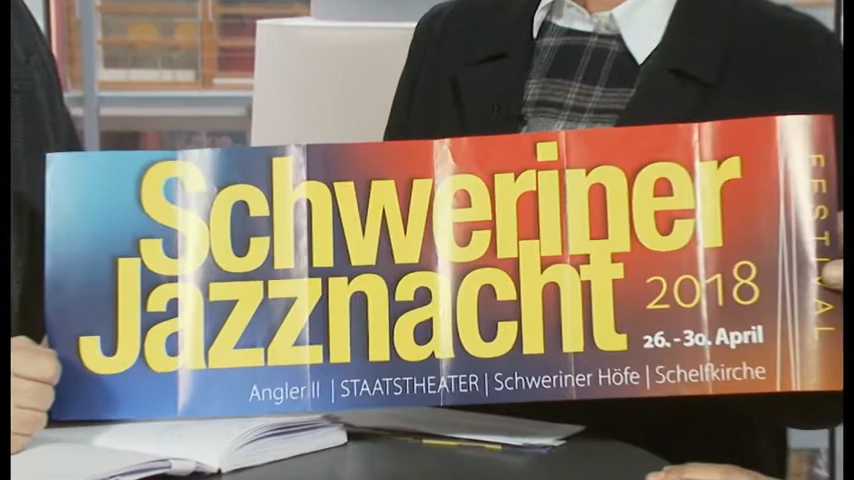 Schweriner
Jazznacht
2018
26.-30. April
Angler II | STAATSTHEATER | Schweriner Höfe | Schelfkirche
FESTIVAL